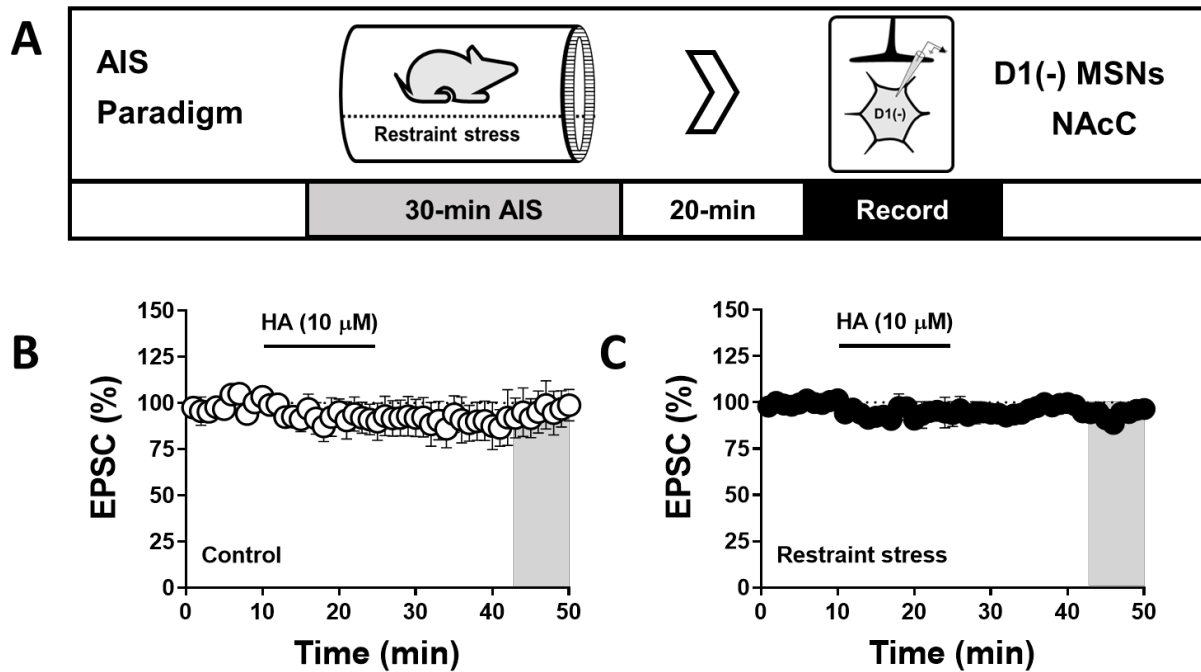 A
AIS
Paradigm
Restraint stress
D1(-)
D1(-) MSNs
NAcC
30-min AIS
20-min
Record
B
EPSC (%)
150
125
100
75
50
25
0
HA (10 μM)
Control
0 10 20 30 40 50
Time (min)
C
EPSC (%)
150
125
100
75
50
25
0
HA (10 μM)
Restraint stress
0 10 20 30 40 50
Time (min)